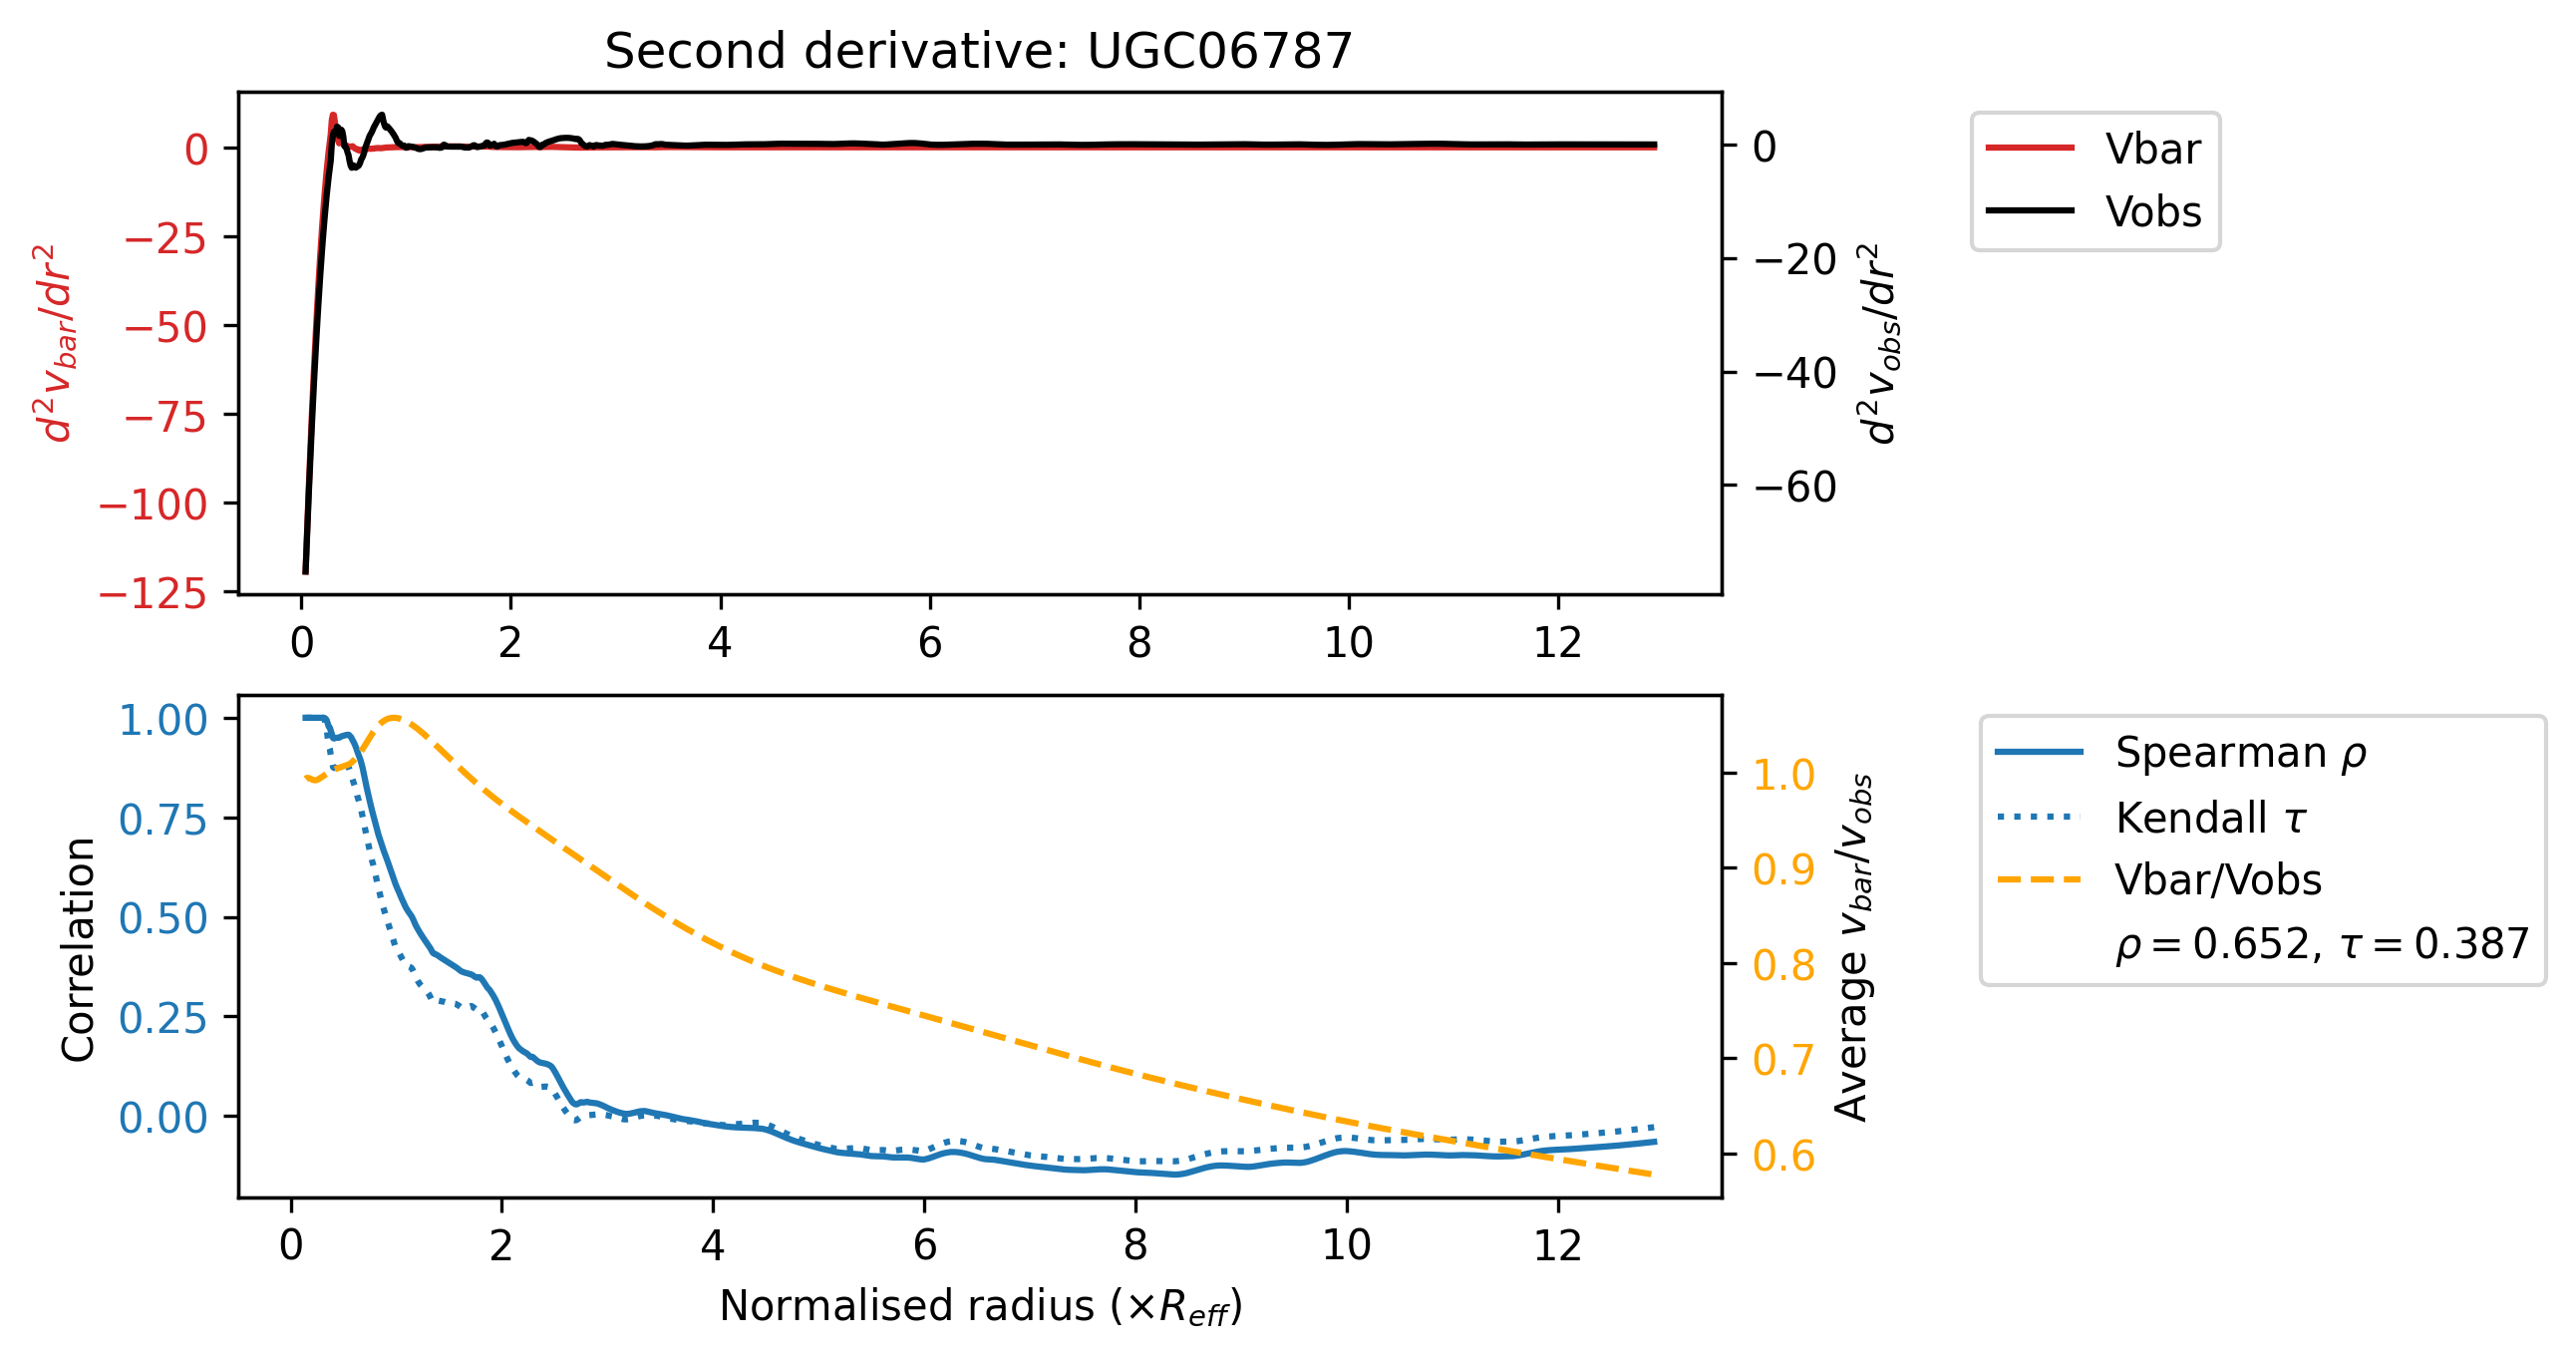 Second derivative: UGC06787
d²v_bar/dr²
0
−25
−50
−75
−100
−125
0
−20
−40
−60
d²v_obs/dr²
0 2 4 6 8 10 12
Vbar
Vobs
Correlation
1.00
0.75
0.50
0.25
0.00
1.0
0.9
0.8
0.7
0.6
Average v_bar/v_obs
0 2 4 6 8 10 12
Normalised radius (×R_eff)
Spearman ρ
Kendall τ
Vbar/Vobs
ρ = 0.652, τ = 0.387